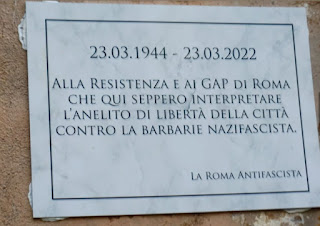 23.03.1944 - 23.03.2022
ALLA RESISTENZA E AI GAP DI ROMA
CHE QUI SEPPERO INTERPRETARE
L'ANELITO DI LIBERTÀ DELLA CITTÀ
CONTRO LA BARBARIE NAZIFASCISTA.
LA ROMA ANTIFASCISTA